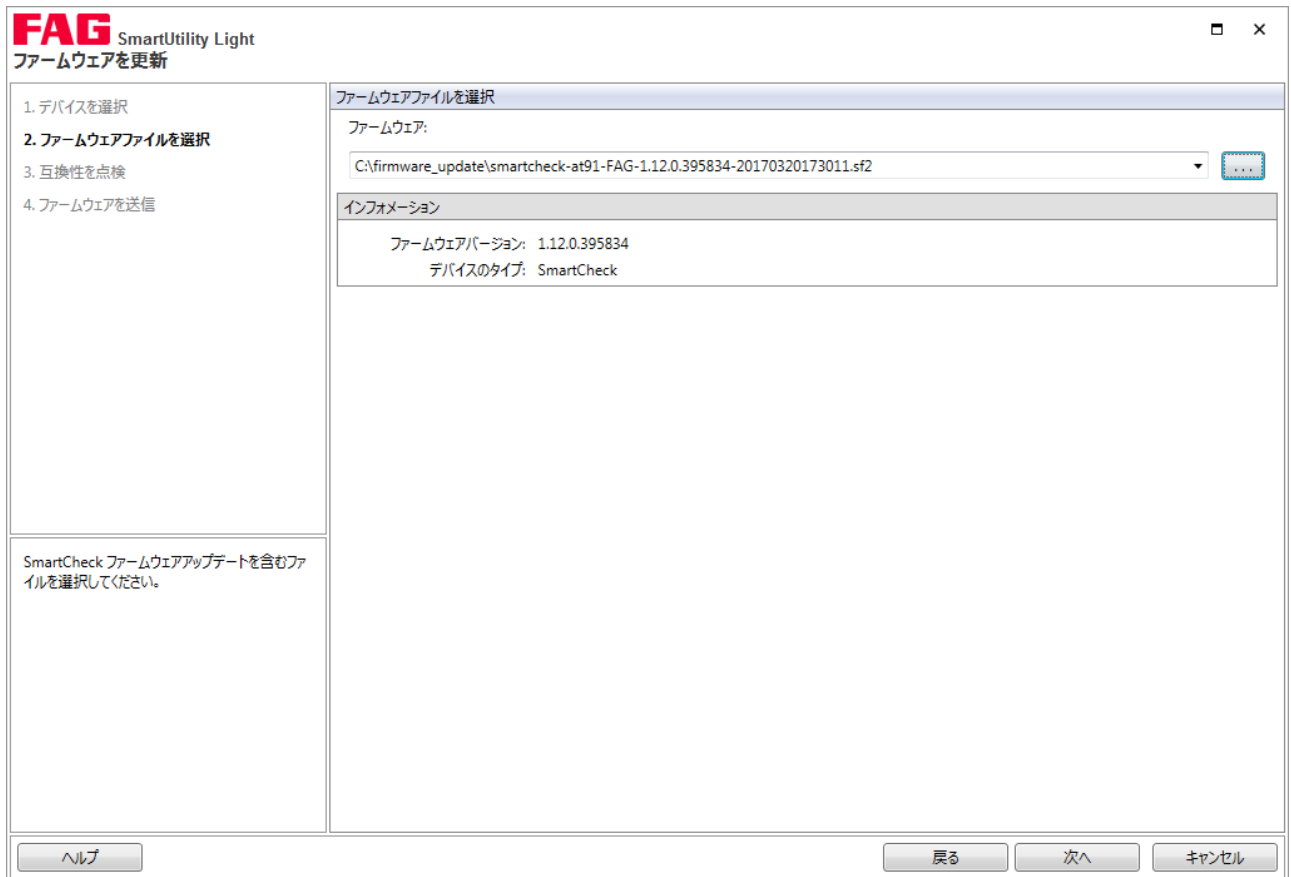 FAG SmartUtility Light
ファームウェアを更新
1. デバイスを選択
2. ファームウェアファイルを選択
3. 互換性を点検
4. ファームウェアを送信
SmartCheck ファームウェアアップデートを含むファ
イルを選択してください。
ファームウェアファイルを選択
ファームウェア:
C:\firmware_update\smartcheck-at91-FAG-1.12.0.395834-20170320173011.sf2
...
インフォメーション
ファームウェアバージョン: 1.12.0.395834
デバイスのタイプ: SmartCheck
ヘルプ
戻る
次へ
キャンセル